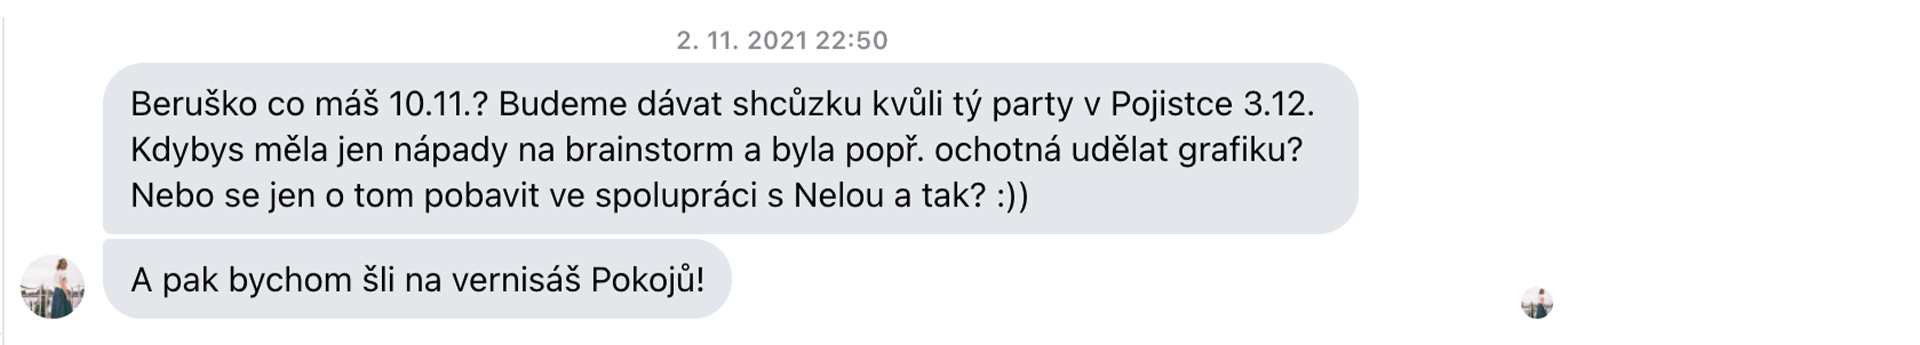 2. 11. 2021 22:50
Beruško co máš 10.11.? Budeme dávat shcůzku kvůli tý party v Pojistce 3.12.
Kdybys měla jen nápady na brainstorm a byla popř. ochotná udělat grafiku?
Nebo se jen o tom pobavit ve spolupráci s Nelou a tak? :))
A pak bychom šli na vernisáš Pokojů!